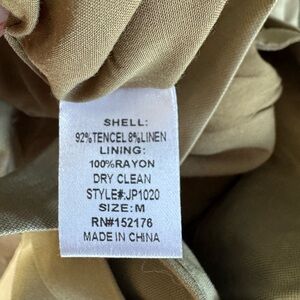 SHELL:
92%TENCEL8%LINEN
LINING:
100%RAYON
DRY CLEAN
STYLE#:JP1020
SIZE:M
RN#152176
MADE IN CHINA